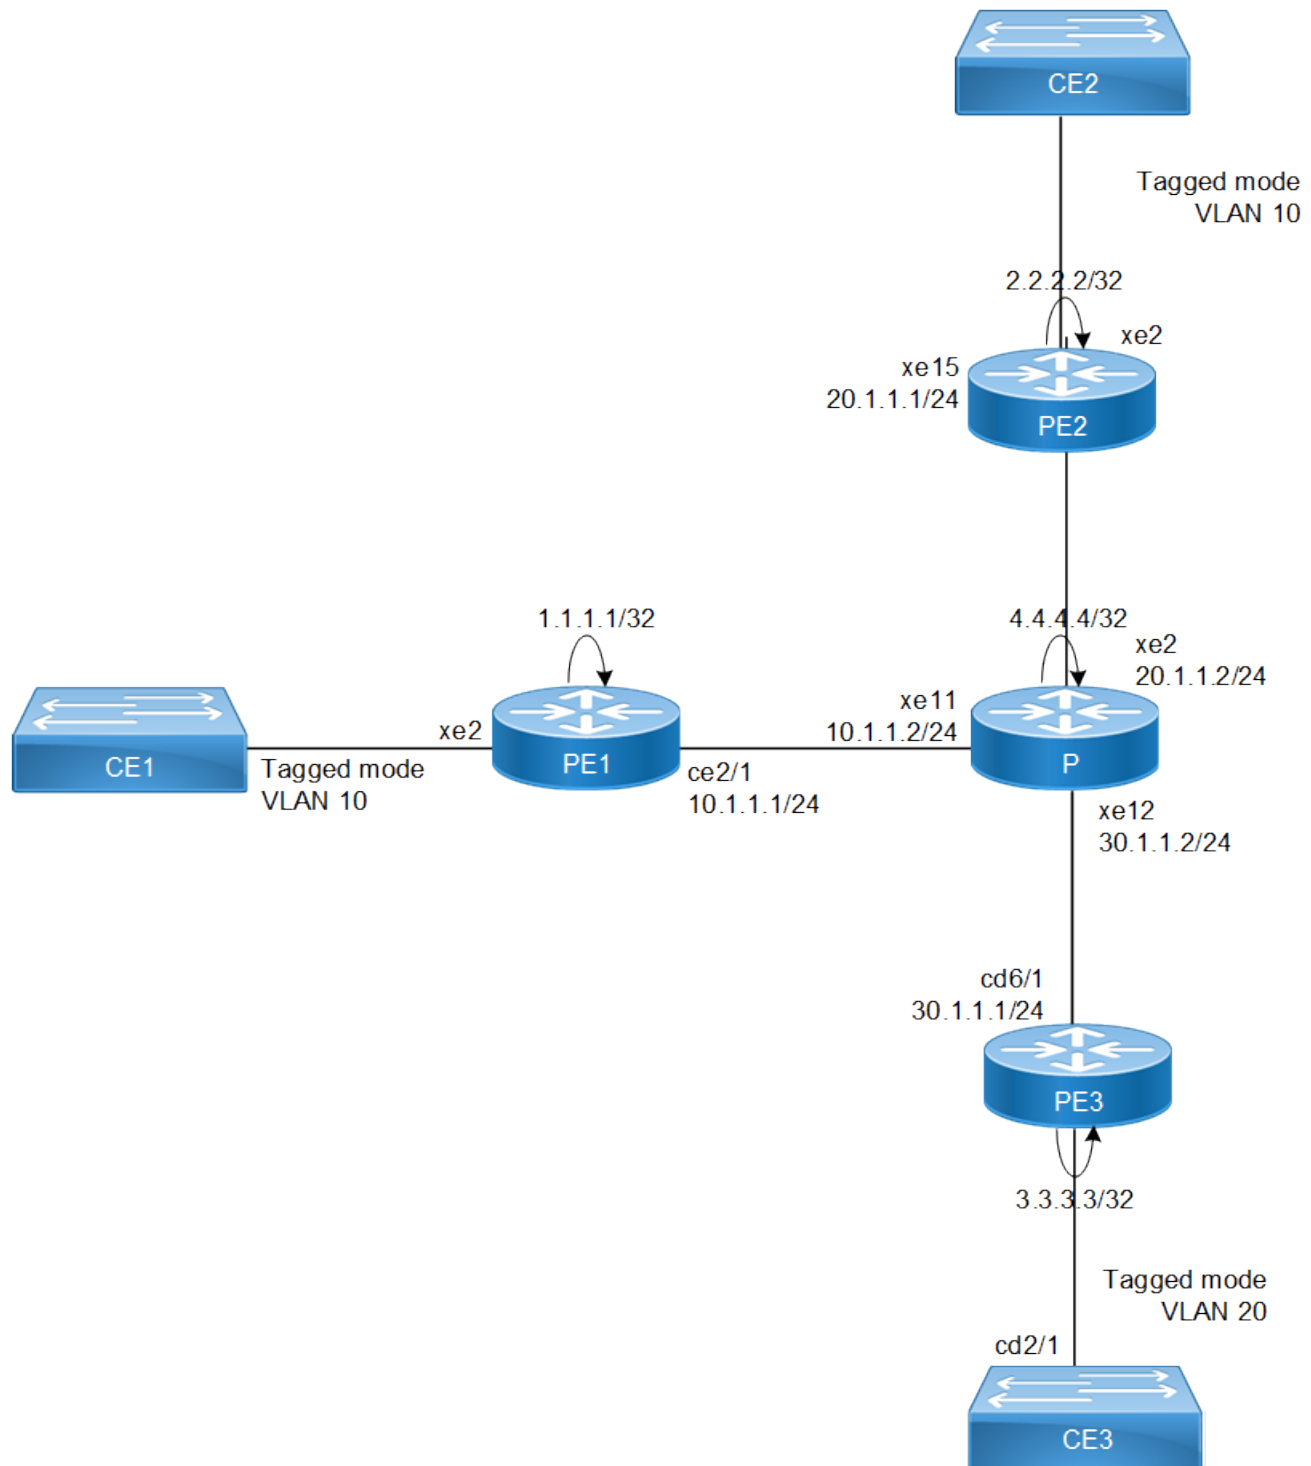 CE2
Tagged mode
VLAN 10
2.2.2.2/32
xe2
xe15
20.1.1.1/24
PE2
1.1.1.1/32
4.4.4.4/32
xe2
20.1.1.2/24
xe11
10.1.1.2/24
xe2
CE1
PE1
P
Tagged mode
VLAN 10
ce2/1
10.1.1.1/24
xe12
30.1.1.2/24
cd6/1
30.1.1.1/24
PE3
3.3.3.3/32
Tagged mode
VLAN 20
cd2/1
CE3